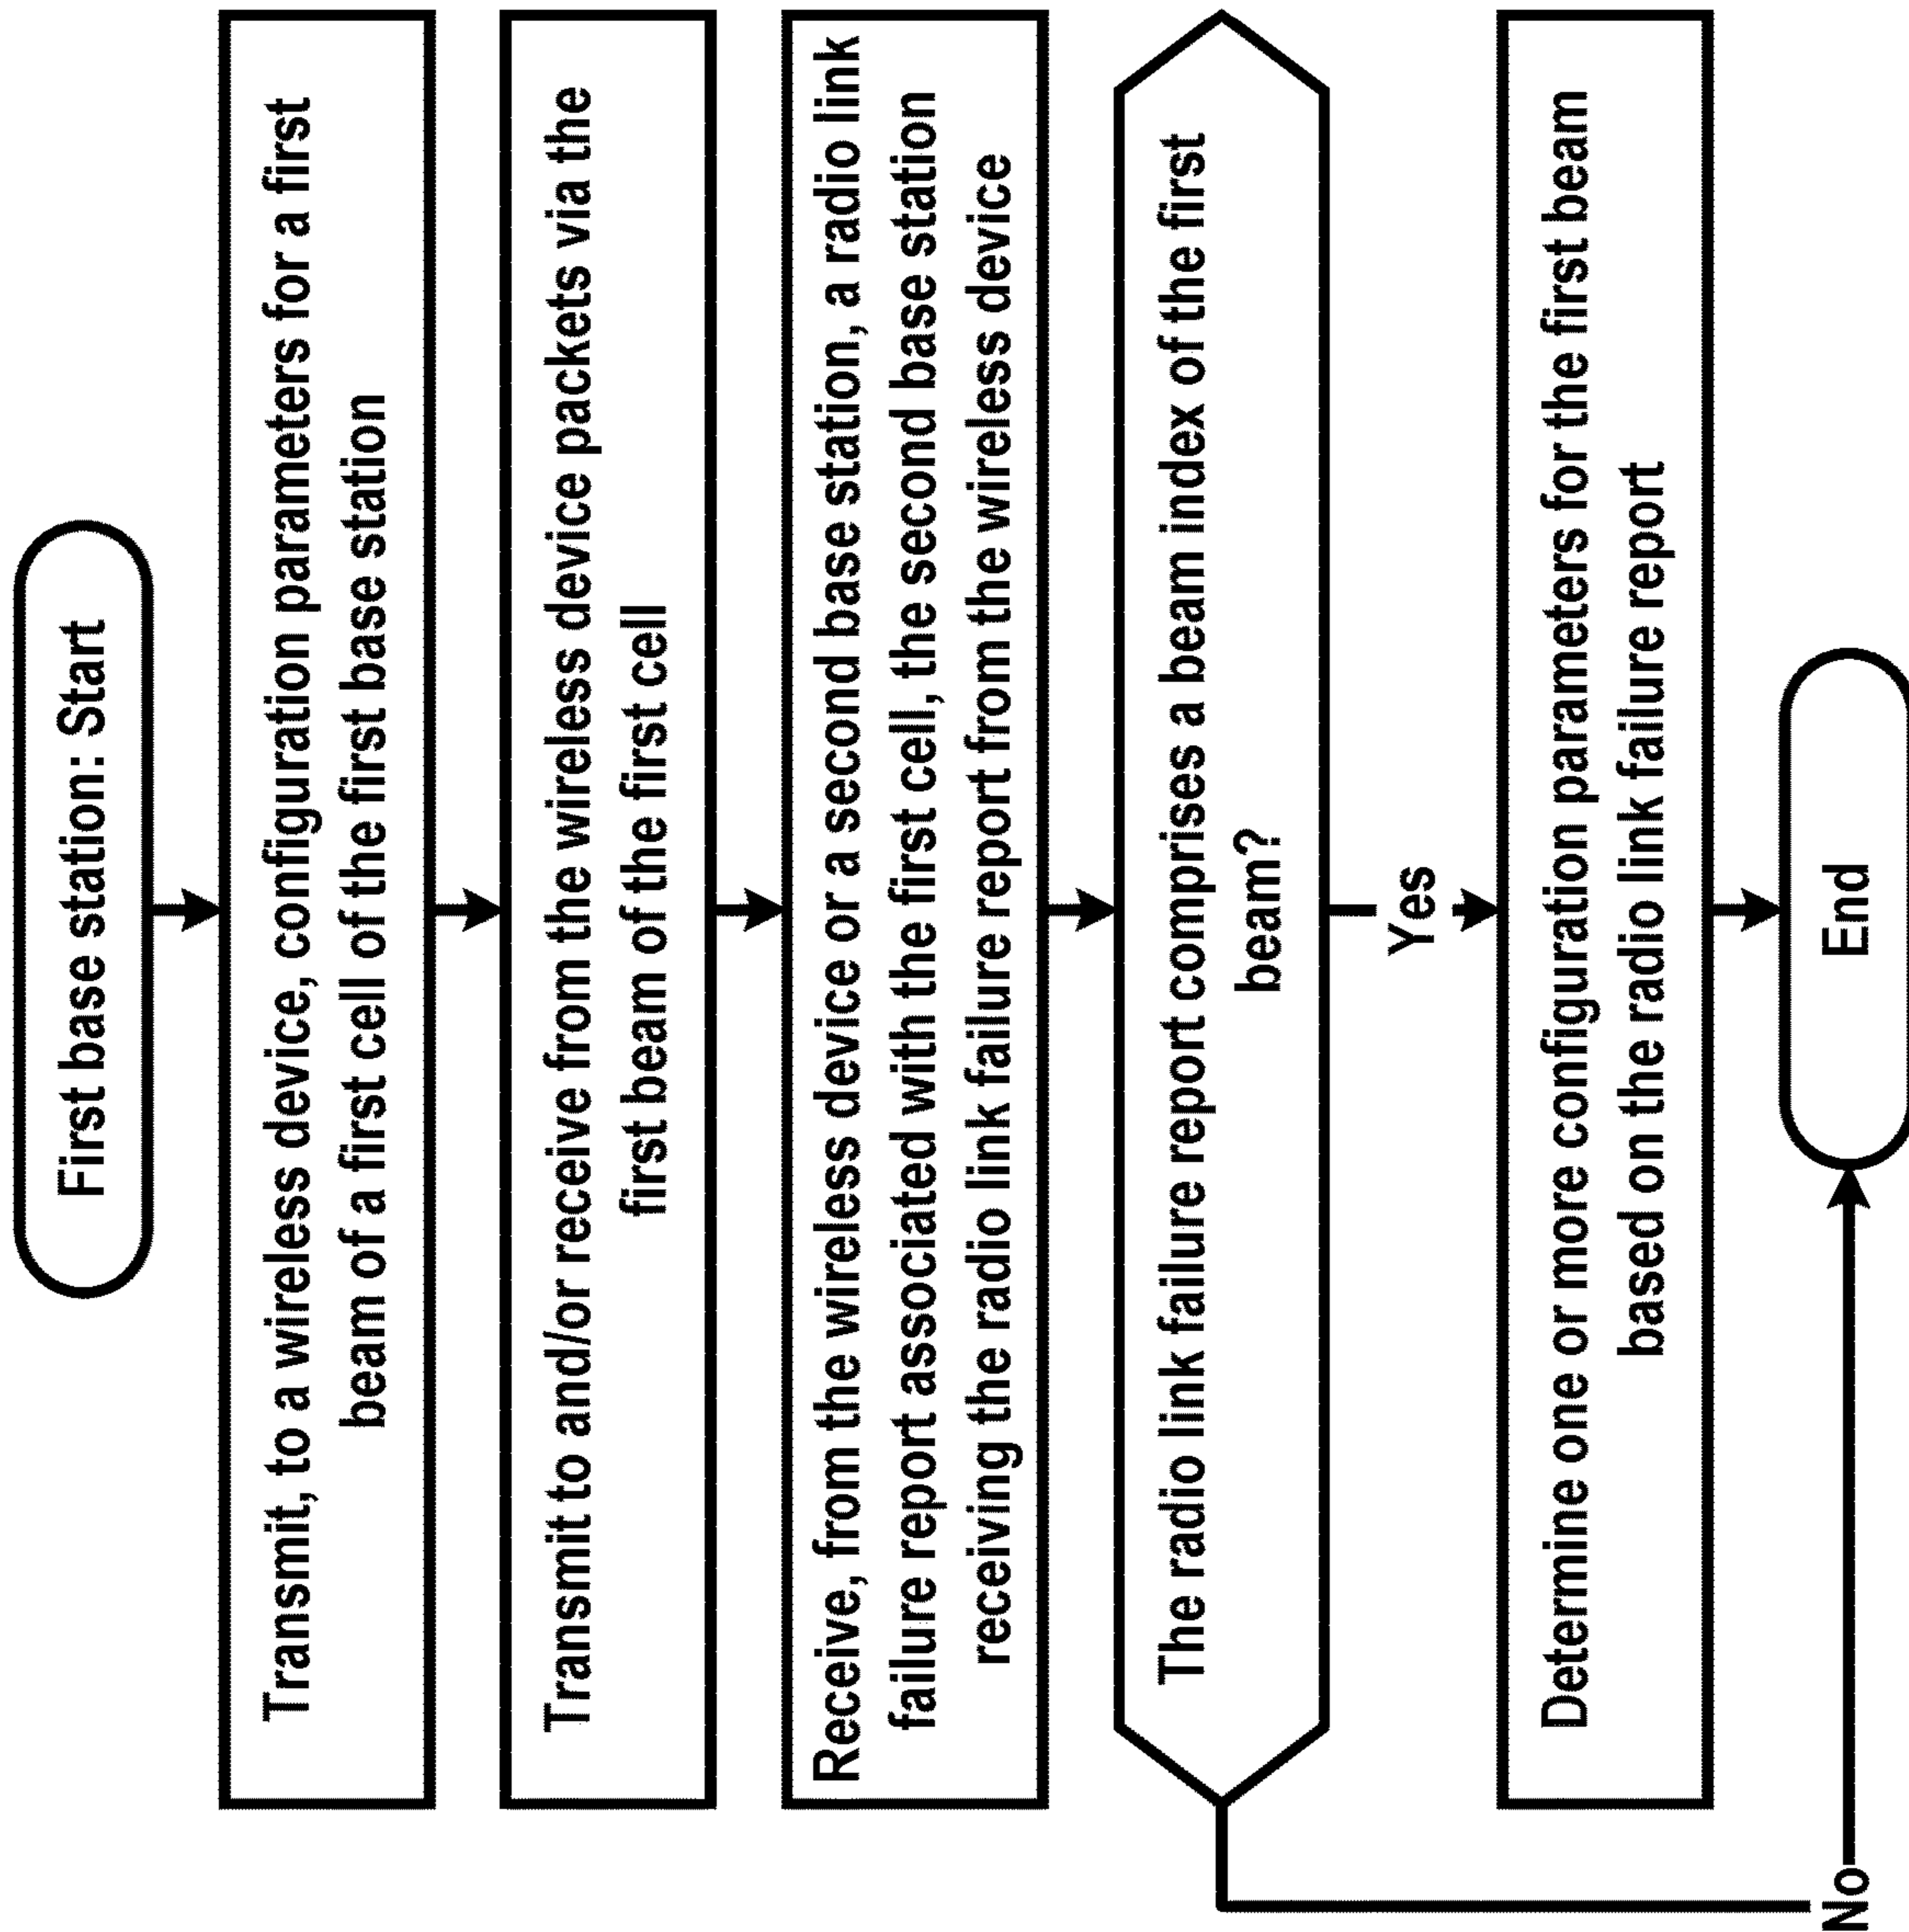 First base station: Start
Transmit, to a wireless device, configuration parameters for a first
beam of a first cell of the first base station
Transmit to and/or receive from the wireless device packets via the
first beam of the first cell
Receive, from the wireless device or a second base station, a radio link
failure report associated with the first cell, the second base station
receiving the radio link failure report from the wireless device
The radio link failure report comprises a beam index of the first
beam?
Yes
Determine one or more configuration parameters for the first beam
based on the radio link failure report
No
End